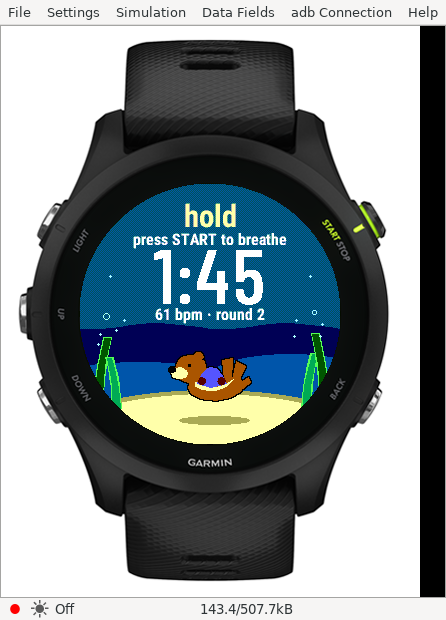 File Settings Simulation Data Fields adb Connection Help
LIGHT
START STOP
hold
press START to breathe
1:45
61 bpm · round 2
UP
DOWN
BACK
GARMIN
Off
143.4/507.7kB